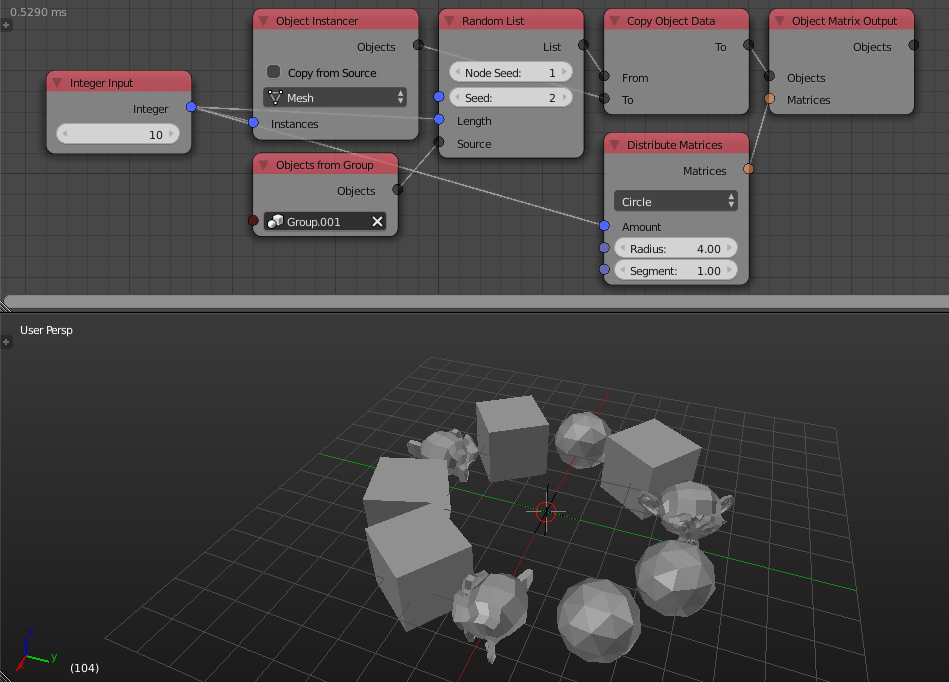 0.5290 ms
Integer Input
Integer
10
Object Instancer
Objects
Copy from Source
Mesh
Instances
Objects from Group
Objects
Group.001
Random List
List
Node Seed: 1
Seed: 2
Length
Source
Copy Object Data
To
From
To
Distribute Matrices
Matrices
Circle
Amount
Radius: 4.00
Segment: 1.00
Object Matrix Output
Objects
Objects
Matrices
User Persp
z
y
x
(104)